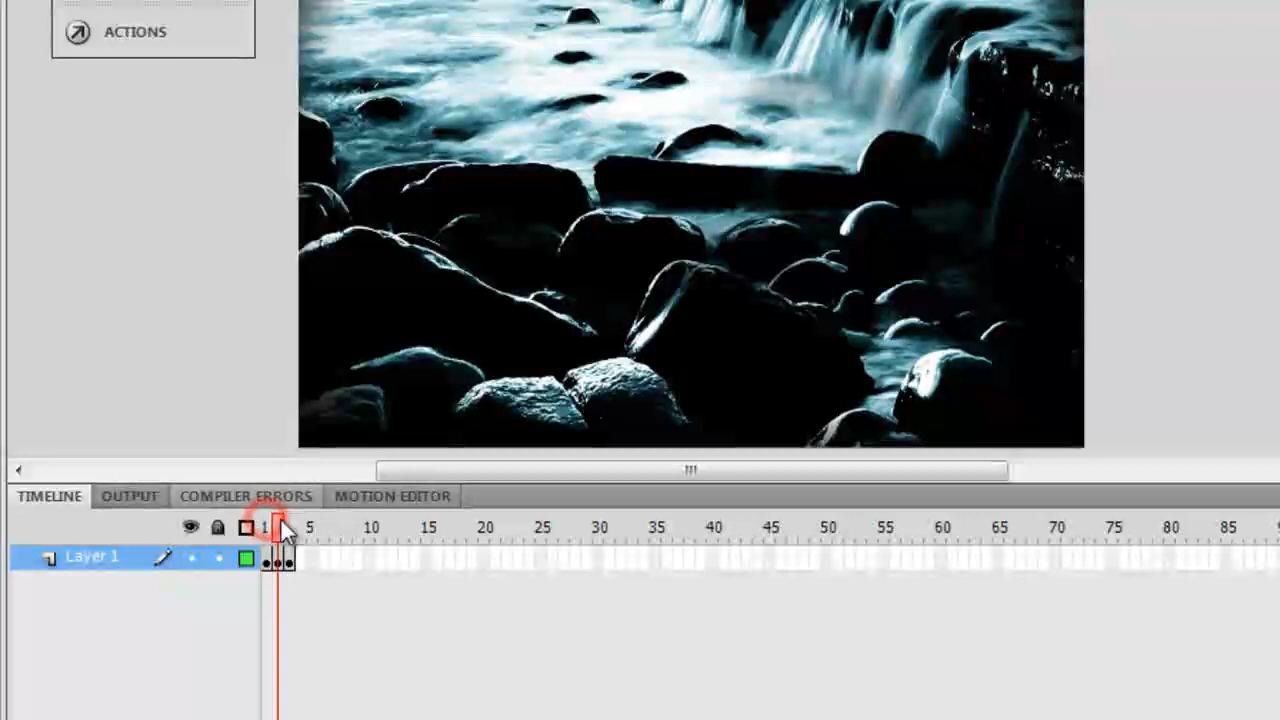 ACTIONS
TIMELINE OUTPUT COMPILER ERRORS MOTION EDITOR
1 5 10 15 20 25 30 35 40 45 50 55 60 65 70 75 80 85
Layer 1